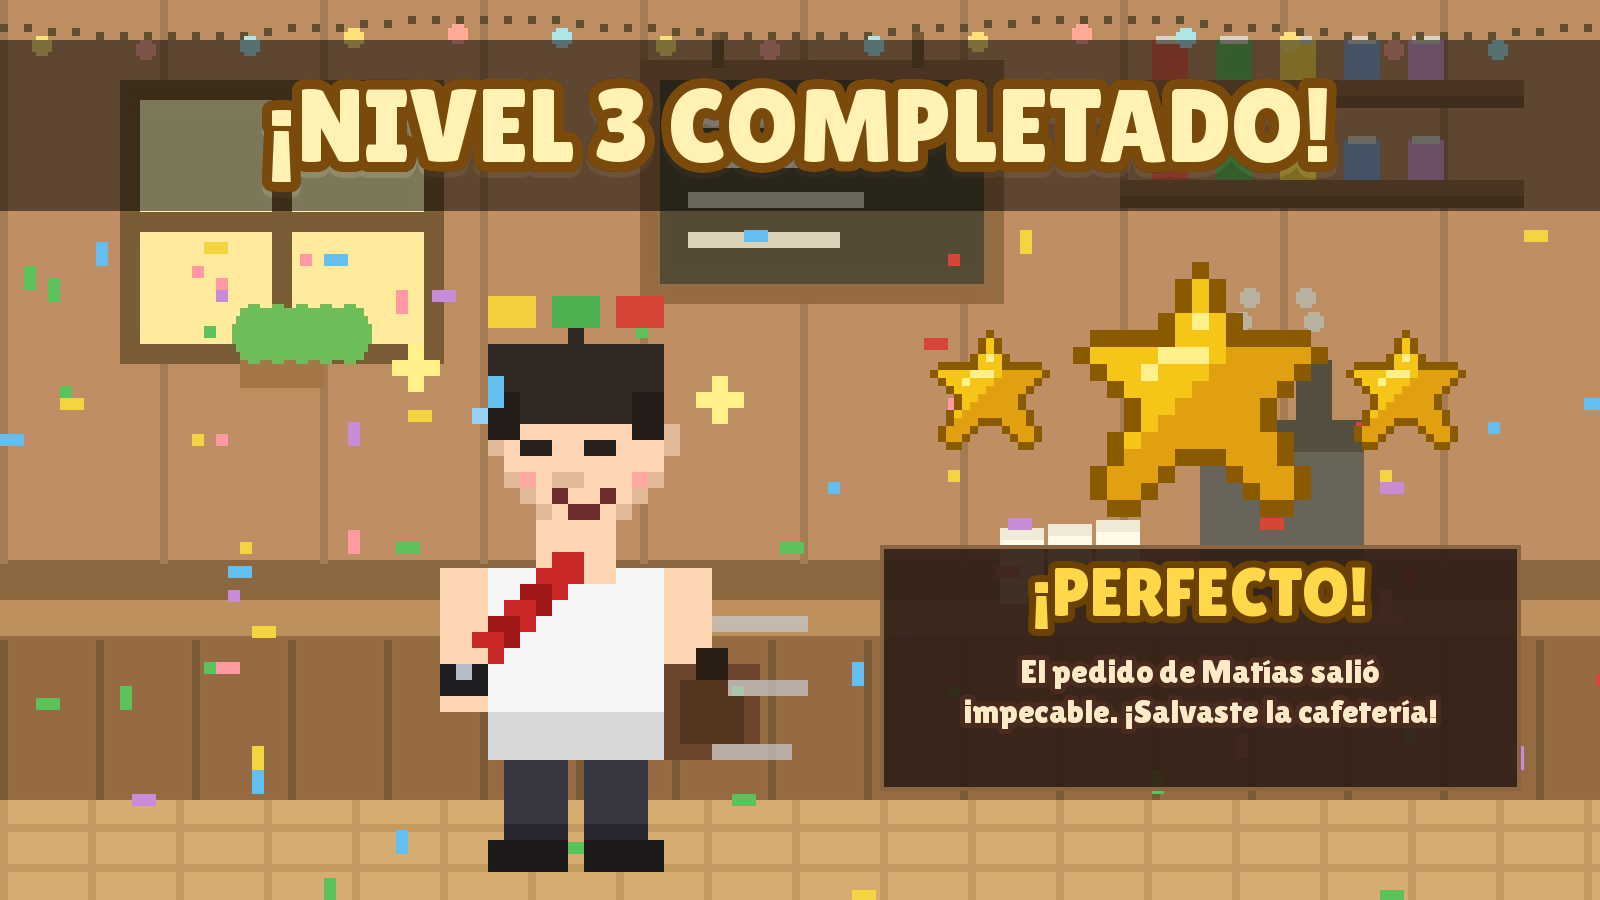 ¡NIVEL 3 COMPLETADO!
¡PERFECTO!
El pedido de Matías salió
impecable. ¡Salvaste la cafetería!